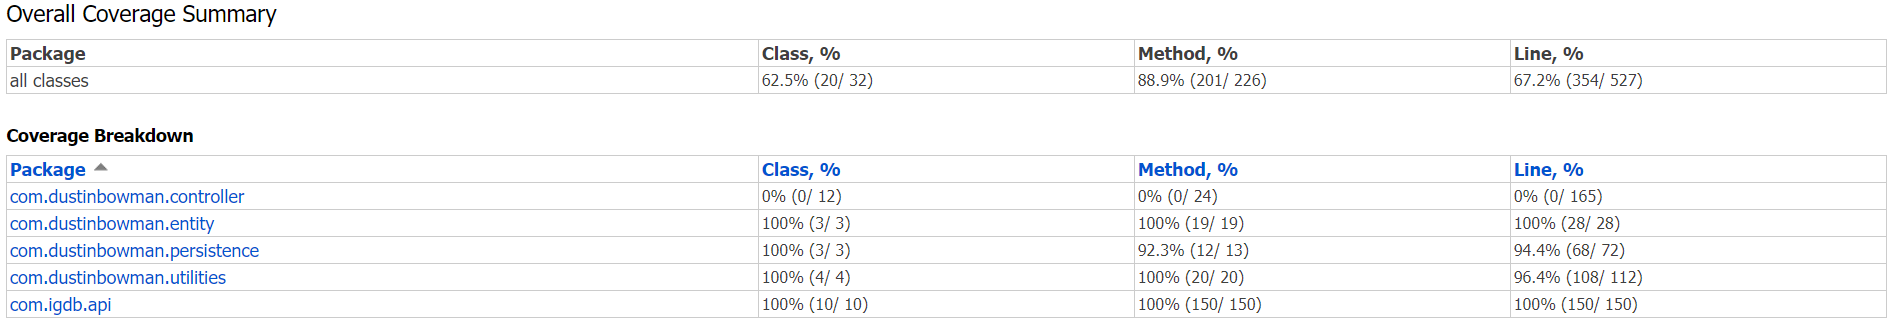 Overall Coverage Summary
Package Class, % Method, % Line, %
all classes 62.5% (20/ 32) 88.9% (201/ 226) 67.2% (354/ 527)
Coverage Breakdown
Package Class, % Method, % Line, %
com.dustinbowman.controller 0% (0/ 12) 0% (0/ 24) 0% (0/ 165)
com.dustinbowman.entity 100% (3/ 3) 100% (19/ 19) 100% (28/ 28)
com.dustinbowman.persistence 100% (3/ 3) 92.3% (12/ 13) 94.4% (68/ 72)
com.dustinbowman.utilities 100% (4/ 4) 100% (20/ 20) 96.4% (108/ 112)
com.igdb.api 100% (10/ 10) 100% (150/ 150) 100% (150/ 150)